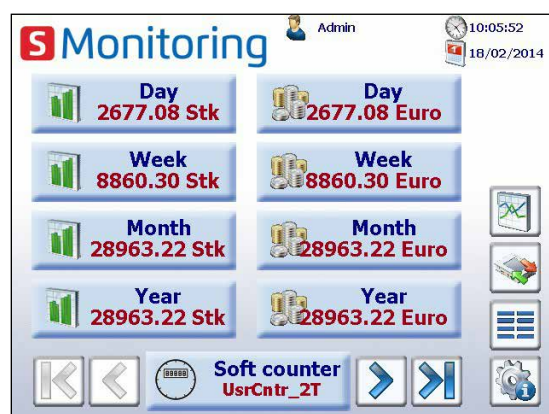 S Monitoring
Admin
10:05:52
18/02/2014
Day
2677.08 Stk
Day
2677.08 Euro
Week
8860.30 Stk
Week
8860.30 Euro
Month
28963.22 Stk
Month
28963.22 Euro
Year
28963.22 Stk
Year
28963.22 Euro
Soft counter
UsrCntr_2T